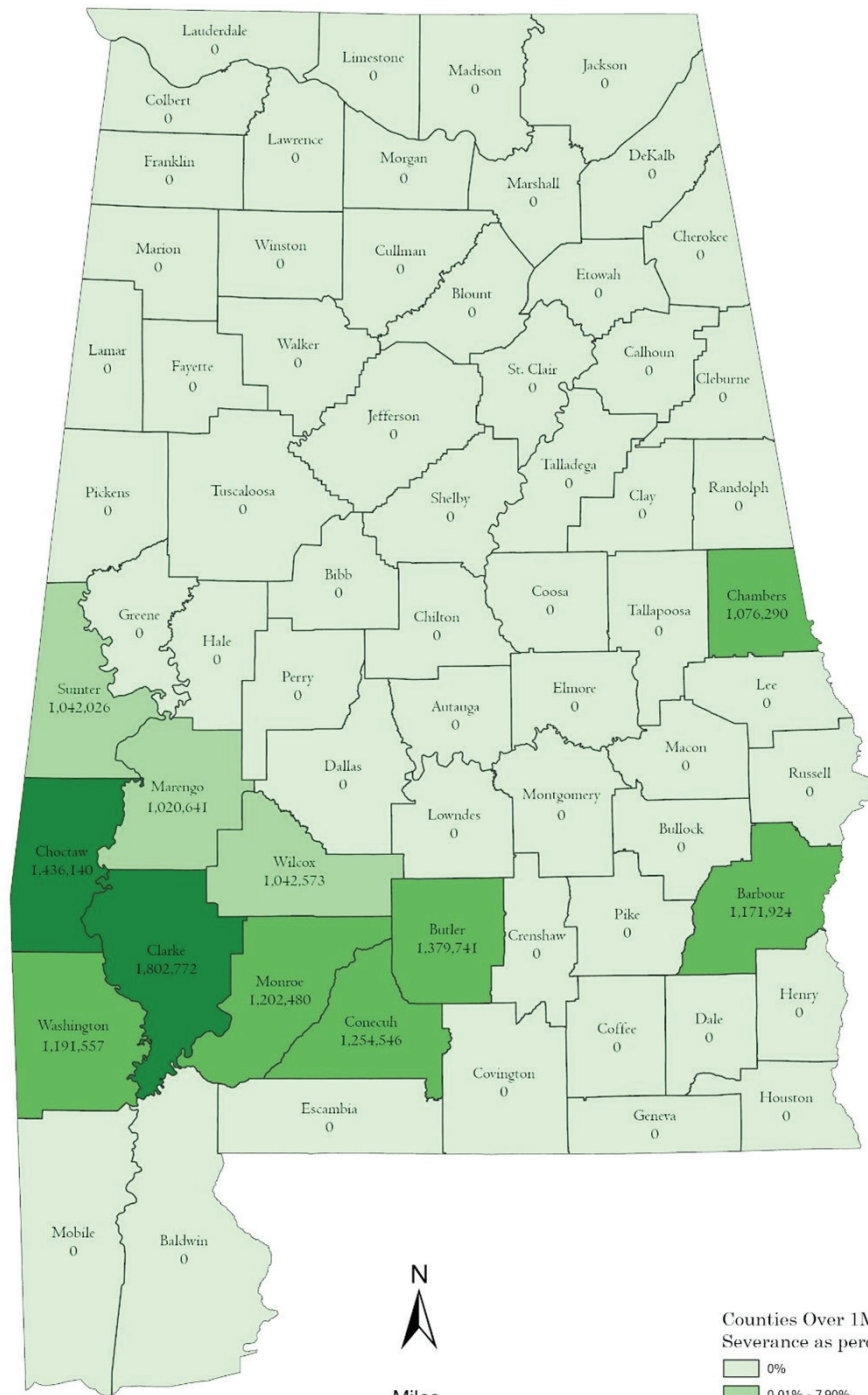 Lauderdale
0
Limestone
0
Madison
0
Jackson
0
Colbert
0
Lawrence
0
Franklin
0
Morgan
0
Marshall
0
DeKalb
0
Marion
0
Winston
0
Cullman
0
Blount
0
Etowah
0
Cherokee
0
Lamar
0
Fayette
0
Walker
0
Jefferson
0
St. Clair
0
Calhoun
0
Cleburne
0
Pickens
0
Tuscaloosa
0
Shelby
0
Talladega
0
Clay
0
Randolph
0
Greene
0
Hale
0
Bibb
0
Chilton
0
Coosa
0
Tallapoosa
0
Chambers
1,076,290
Sumter
1,042,026
Perry
0
Autauga
0
Elmore
0
Lee
0
Marengo
1,020,641
Dallas
0
Lowndes
0
Montgomery
0
Macon
0
Russell
0
Bullock
0
Choctaw
1,436,140
Wilcox
1,042,573
Clarke
1,802,772
Butler
1,379,741
Crenshaw
0
Pike
0
Barbour
1,171,924
Monroe
1,202,480
Washington
1,191,557
Conecuh
1,254,546
Covington
0
Coffee
0
Dale
0
Henry
0
Escambia
0
Geneva
0
Houston
0
Mobile
0
Baldwin
0
N
Counties Over 1M
Severance as perc
0%